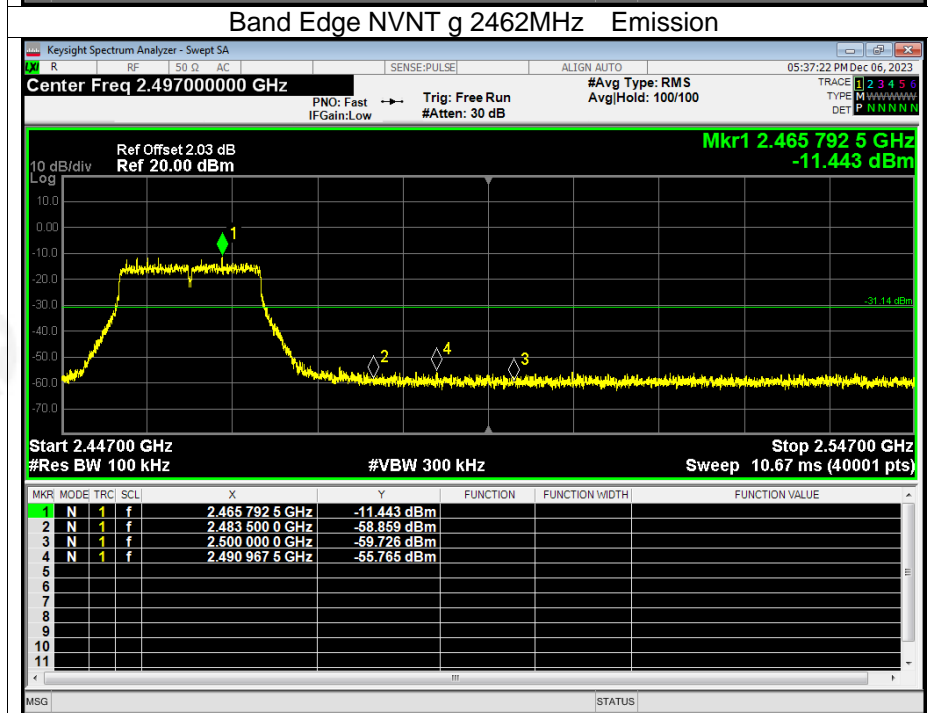 Band Edge NVNT g 2462MHz Emission
Keysight Spectrum Analyzer - Swept SA
LXI R RF 50 Ω AC SENSE:PULSE ALIGN AUTO 05:37:22 PM Dec 06, 2023
Center Freq 2.497000000 GHz #Avg Type: RMS TRACE 1 2 3 4 5 6
PNO: Fast Trig: Free Run Avg|Hold: 100/100 TYPE M WWWWW
IFGain:Low #Atten: 30 dB DET P N N N N N
Mkr1 2.465 792 5 GHz
Ref Offset 2.03 dB
10 dB/div Ref 20.00 dBm -11.443 dBm
Log
10.0
0.00
1
-10.0
-20.0
-30.0
-31.14 dBm
-40.0
-50.0
2 4 3
-60.0
-70.0
Start 2.44700 GHz Stop 2.54700 GHz
#Res BW 100 kHz #VBW 300 kHz Sweep 10.67 ms (40001 pts)
MKR MODE TRC SCL X Y FUNCTION FUNCTION WIDTH FUNCTION VALUE
1 N 1 f 2.465 792 5 GHz -11.443 dBm
2 N 1 f 2.483 500 0 GHz -58.859 dBm
3 N 1 f 2.500 000 0 GHz -59.726 dBm
4 N 1 f 2.490 967 5 GHz -55.765 dBm
5
6
7
8
9
10
11
MSG STATUS